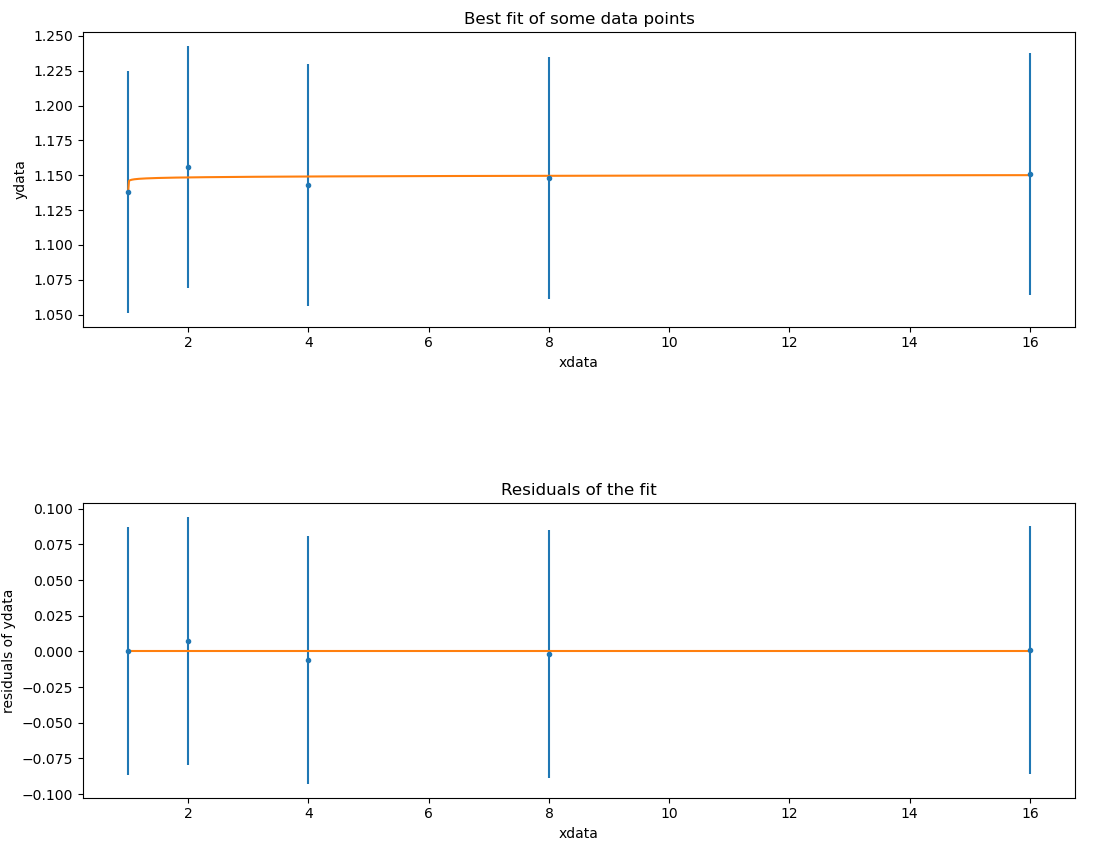 Best fit of some data points
1.250
1.225
1.200
1.175
1.150
1.125
1.100
1.075
1.050
ydata
2 4 6 8 10 12 14 16
xdata
Residuals of the fit
0.100
0.075
0.050
0.025
0.000
−0.025
−0.050
−0.075
−0.100
residuals of ydata
2 4 6 8 10 12 14 16
xdata